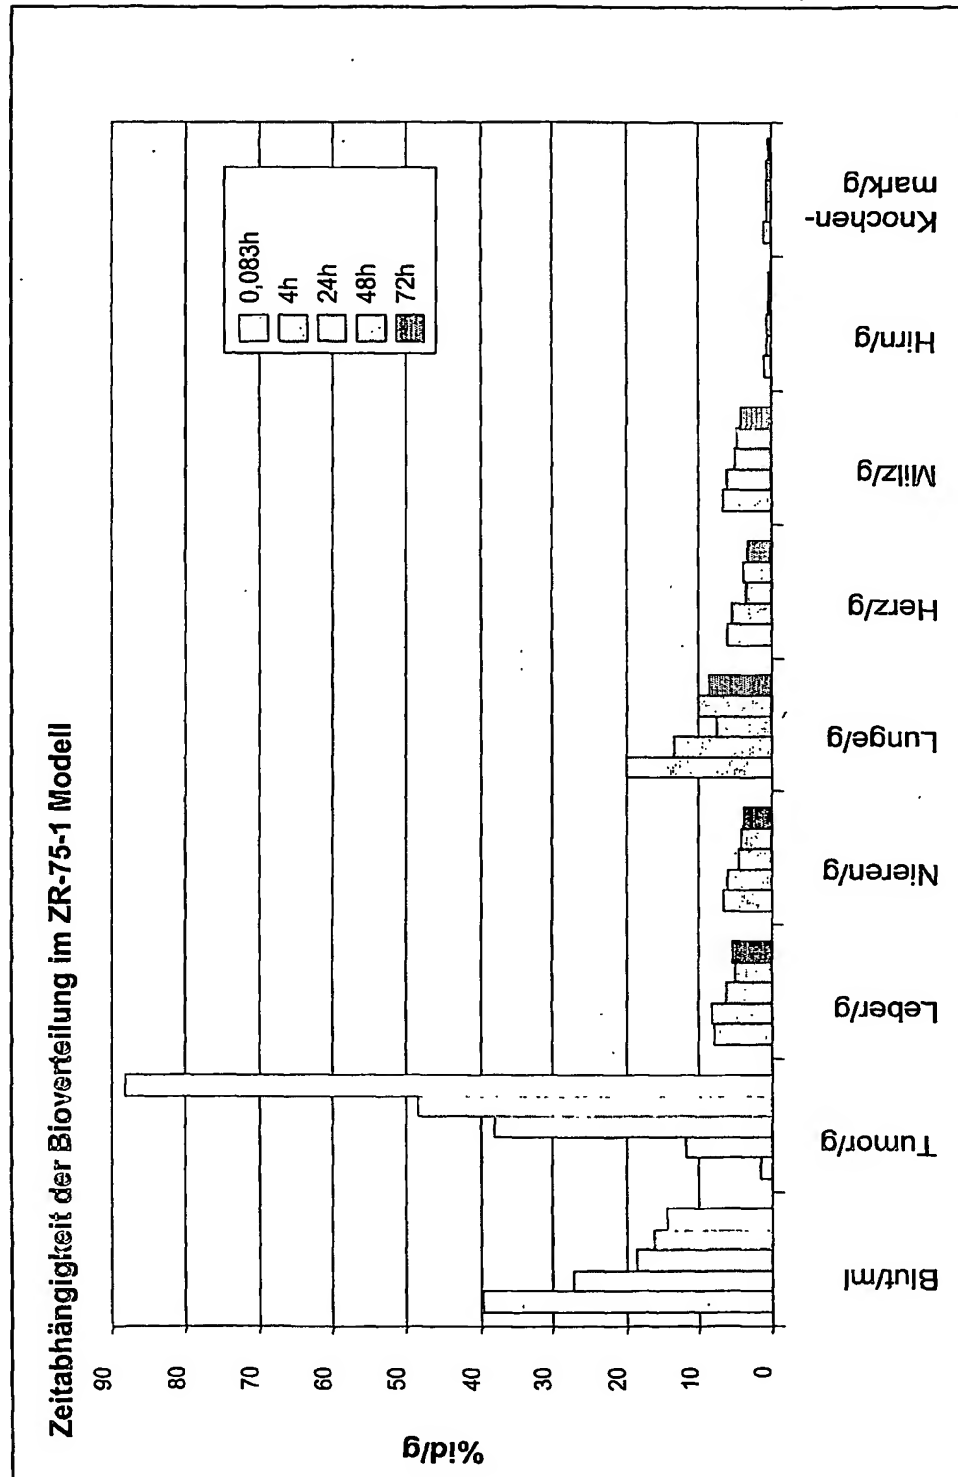 Zeitabhängigkeit der Bioverteilung im ZR-75-1 Modell
%id/g
90
80
70
60
50
40
30
20
10
0
0,083h
4h
24h
48h
72h
Blut/ml
Tumor/g
Leber/g
Nieren/g
Lunge/g
Herz/g
Milz/g
Hirn/g
Knochen-
mark/g